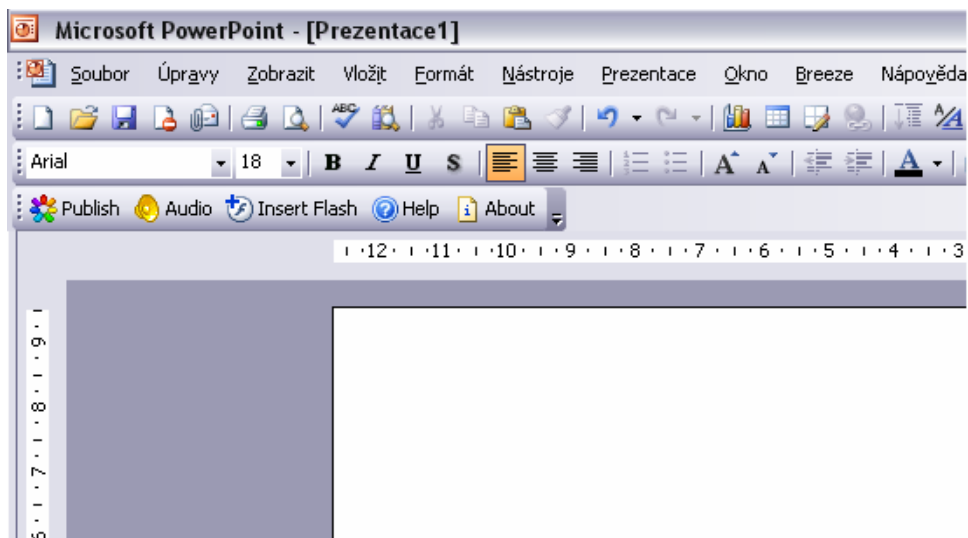 Microsoft PowerPoint - [Prezentace1]
Soubor Úpravy Zobrazit Vložit Formát Nástroje Prezentace Okno Breeze Nápověda
ABC
Arial 18 B I U S A A A
Publish Audio Insert Flash Help About
12 11 10 9 8 7 6 5 4 3
9
8
7
6